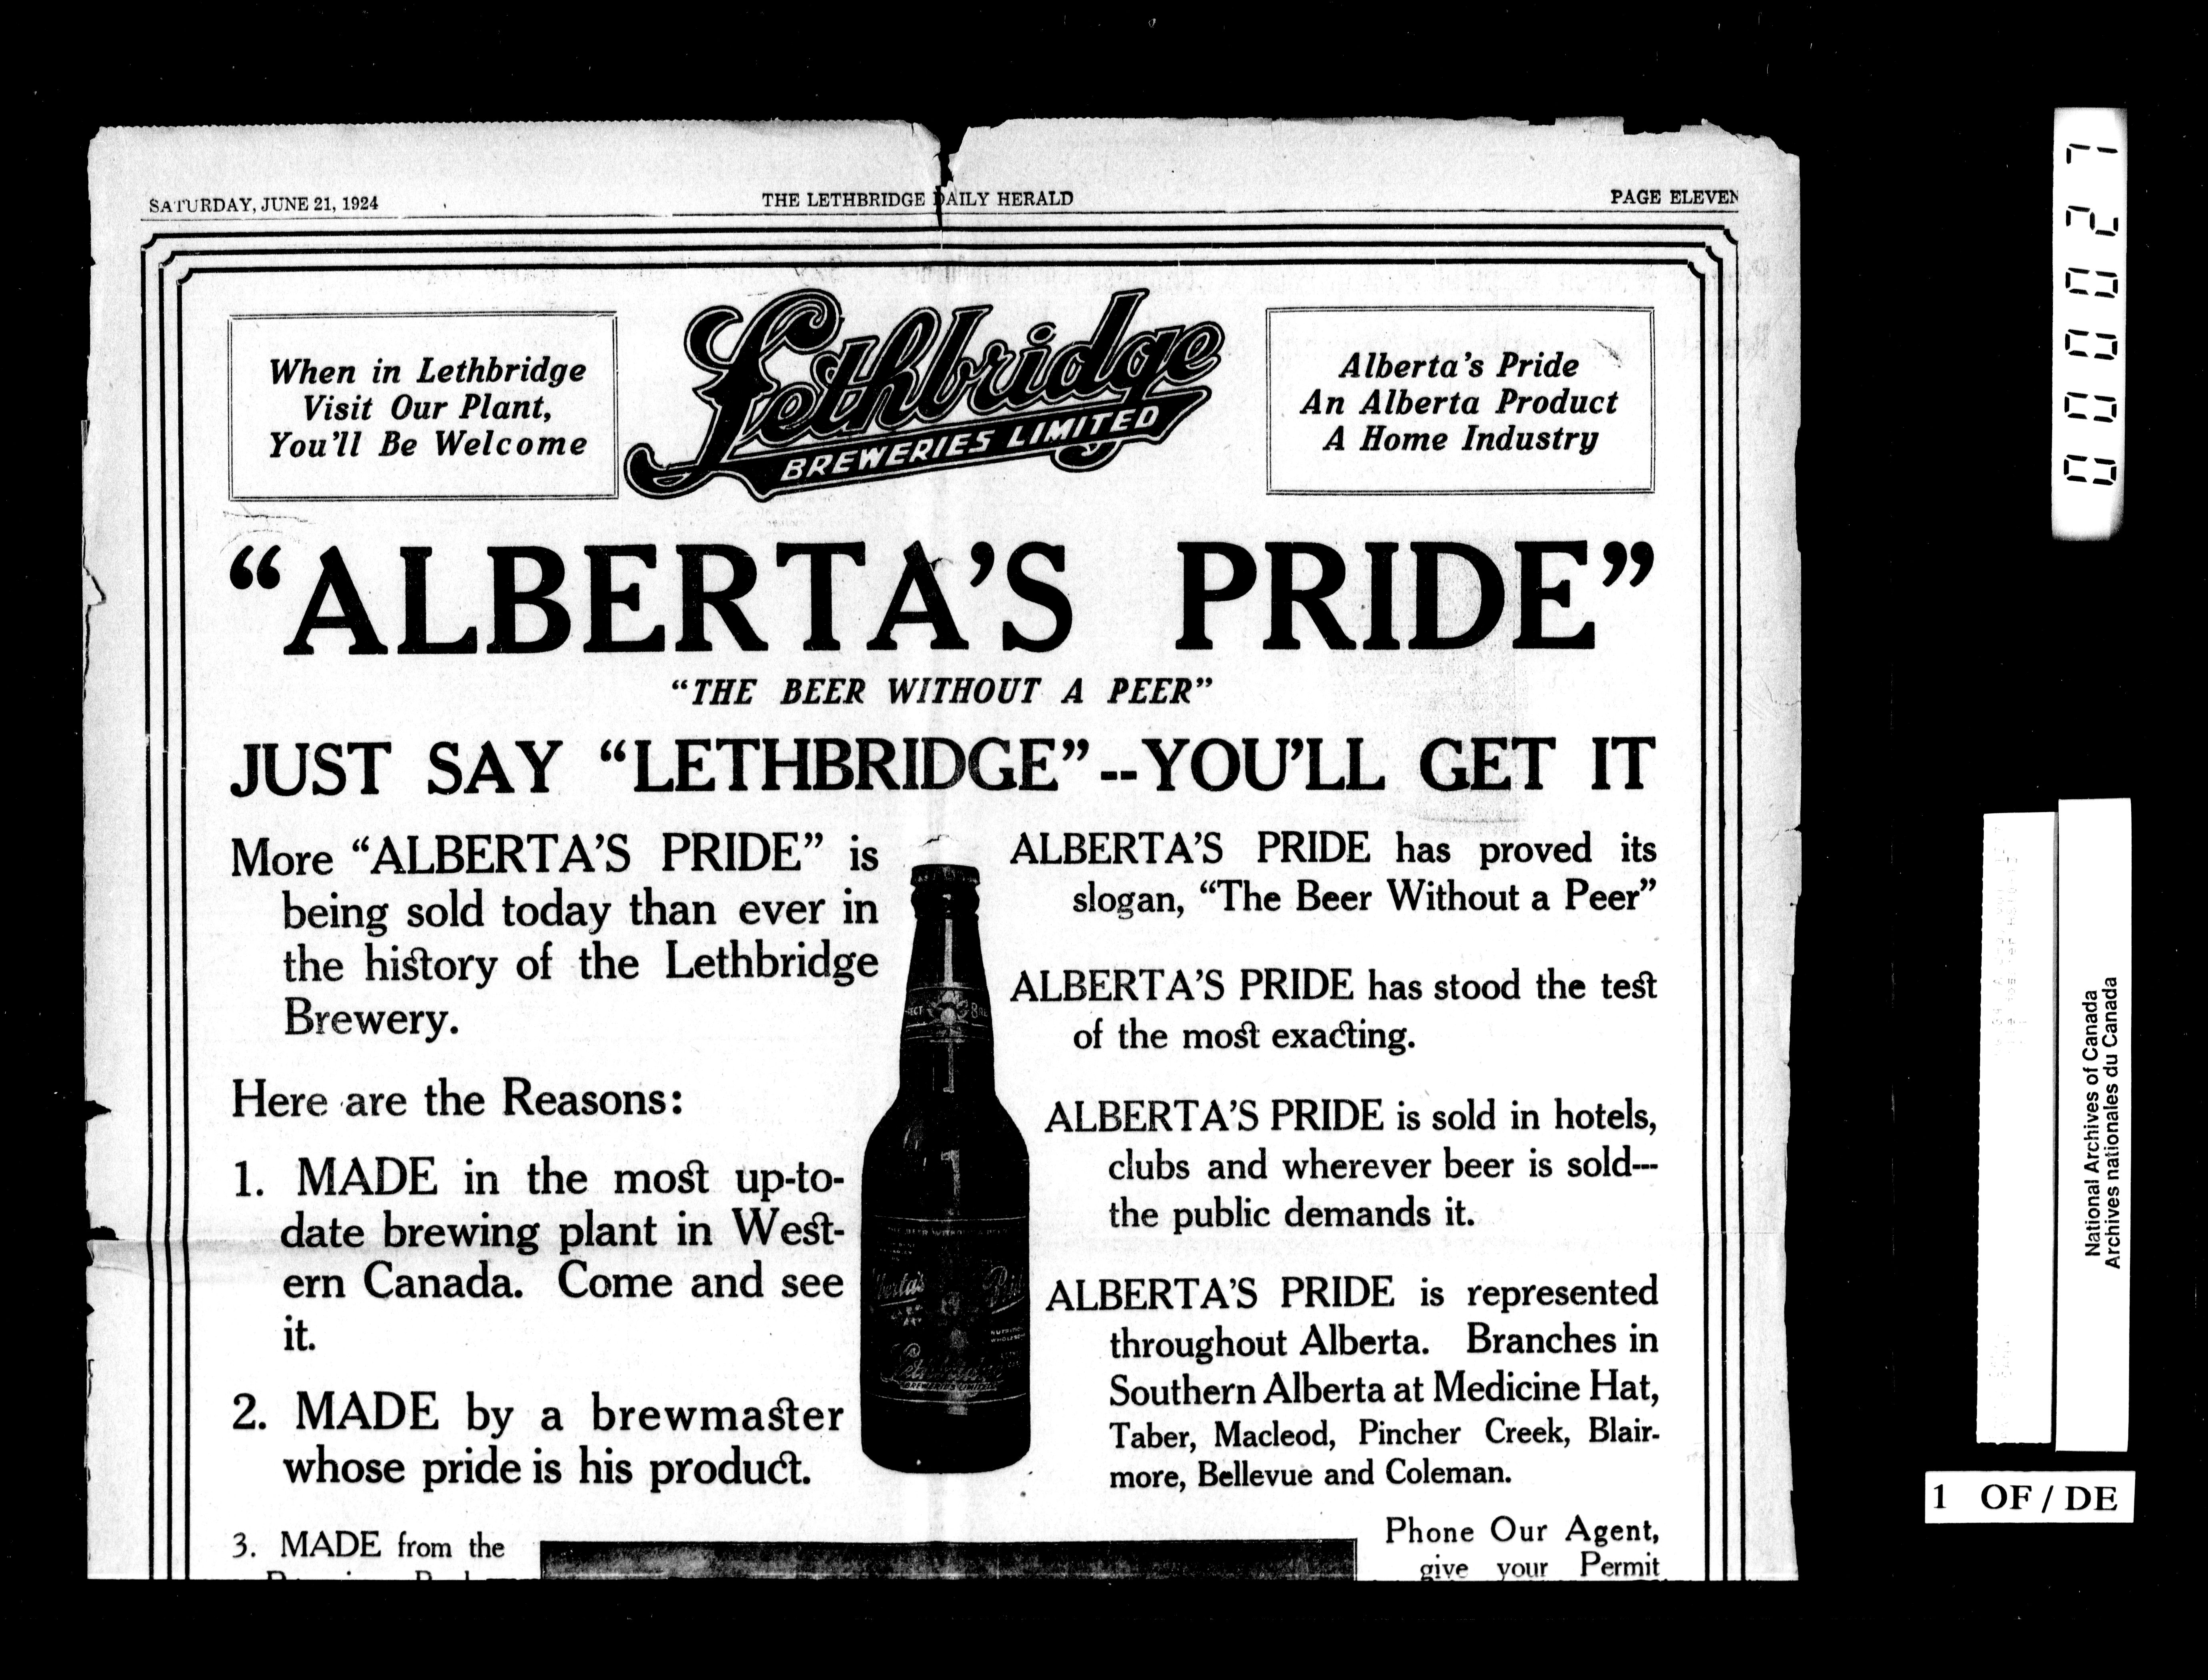 SATURDAY, JUNE 21, 1924
THE LETHBRIDGE DAILY HERALD
PAGE ELEVEN
When in Lethbridge
Visit Our Plant,
You'll Be Welcome
Lethbridge
BREWERIES LIMITED
Alberta's Pride
An Alberta Product
A Home Industry
"ALBERTA'S PRIDE"
"THE BEER WITHOUT A PEER"
JUST SAY "LETHBRIDGE"--YOU'LL GET IT
More "ALBERTA'S PRIDE" is
being sold today than ever in
the history of the Lethbridge
Brewery.
Here are the Reasons:
1. MADE in the most up-to-
date brewing plant in West-
ern Canada. Come and see
it.
2. MADE by a brewmaster
whose pride is his product.
3. MADE from the
ALBERTA'S PRIDE has proved its
slogan, "The Beer Without a Peer"
ALBERTA'S PRIDE has stood the test
of the most exacting.
ALBERTA'S PRIDE is sold in hotels,
clubs and wherever beer is sold---
the public demands it.
ALBERTA'S PRIDE is represented
throughout Alberta. Branches in
Southern Alberta at Medicine Hat,
Taber, Macleod, Pincher Creek, Blair-
more, Bellevue and Coleman.
Phone Our Agent,
give your Permit
Lethbridge
000027
National Archives of Canada
Archives nationales du Canada
1 OF / DE